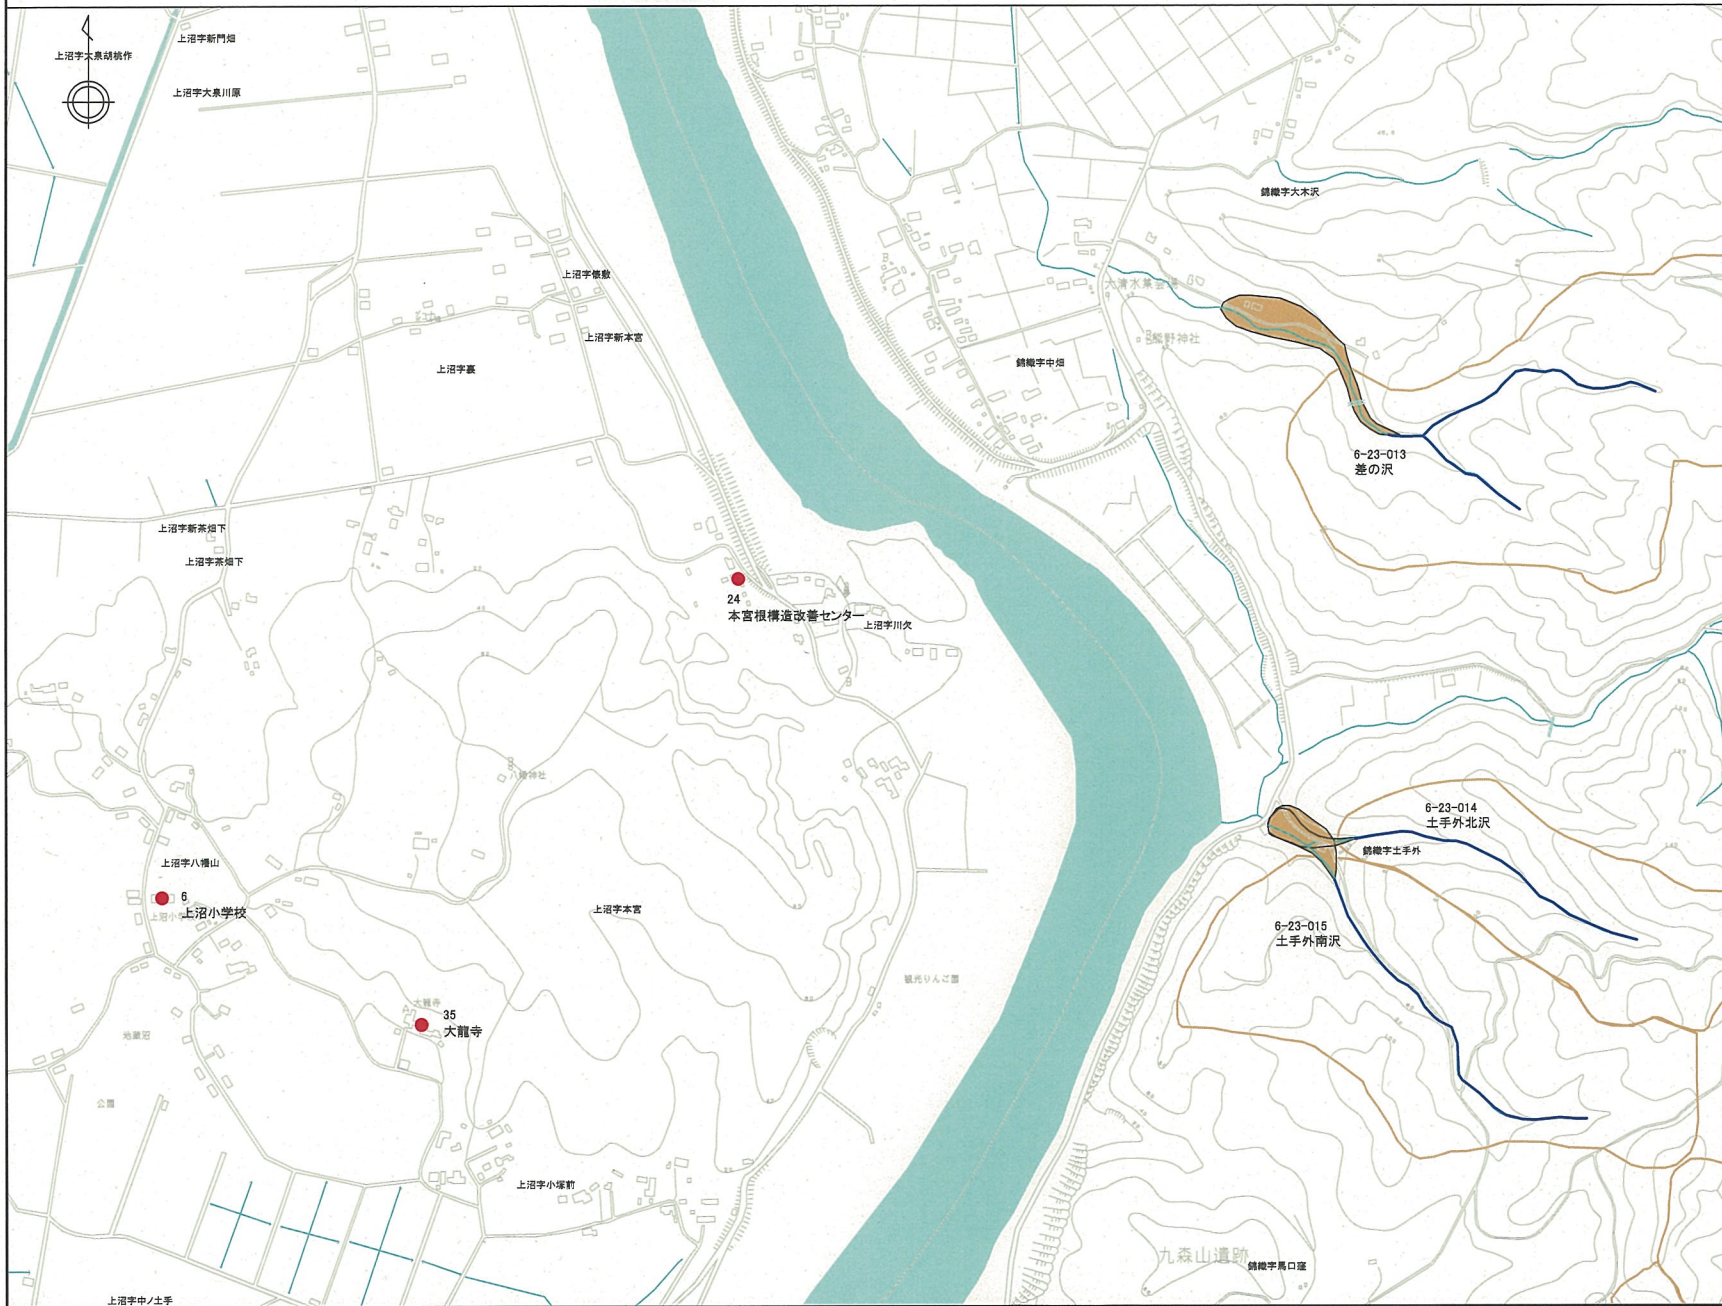 上沼字新門畑
上沼字大泉胡桃作
上沼字大泉川原
錦織字大木沢
上沼字俵敷
大清水集会場
上沼字新本宮
熊野神社
錦織字中畑
上沼字裏
6-23-013
差の沢
上沼字新茶畑下
上沼字茶畑下
24
本宮根構造改善センター
上沼字川欠
八幡神社
6-23-014
土手外北沢
錦織字土手外
上沼字八幡山
6
上沼小学校
上沼字本宮
6-23-015
土手外南沢
観光りんご園
大龍寺
35
大龍寺
地蔵沼
公園
上沼字小塚前
九森山遺跡
錦織字馬口窪
上沼字中ノ土手